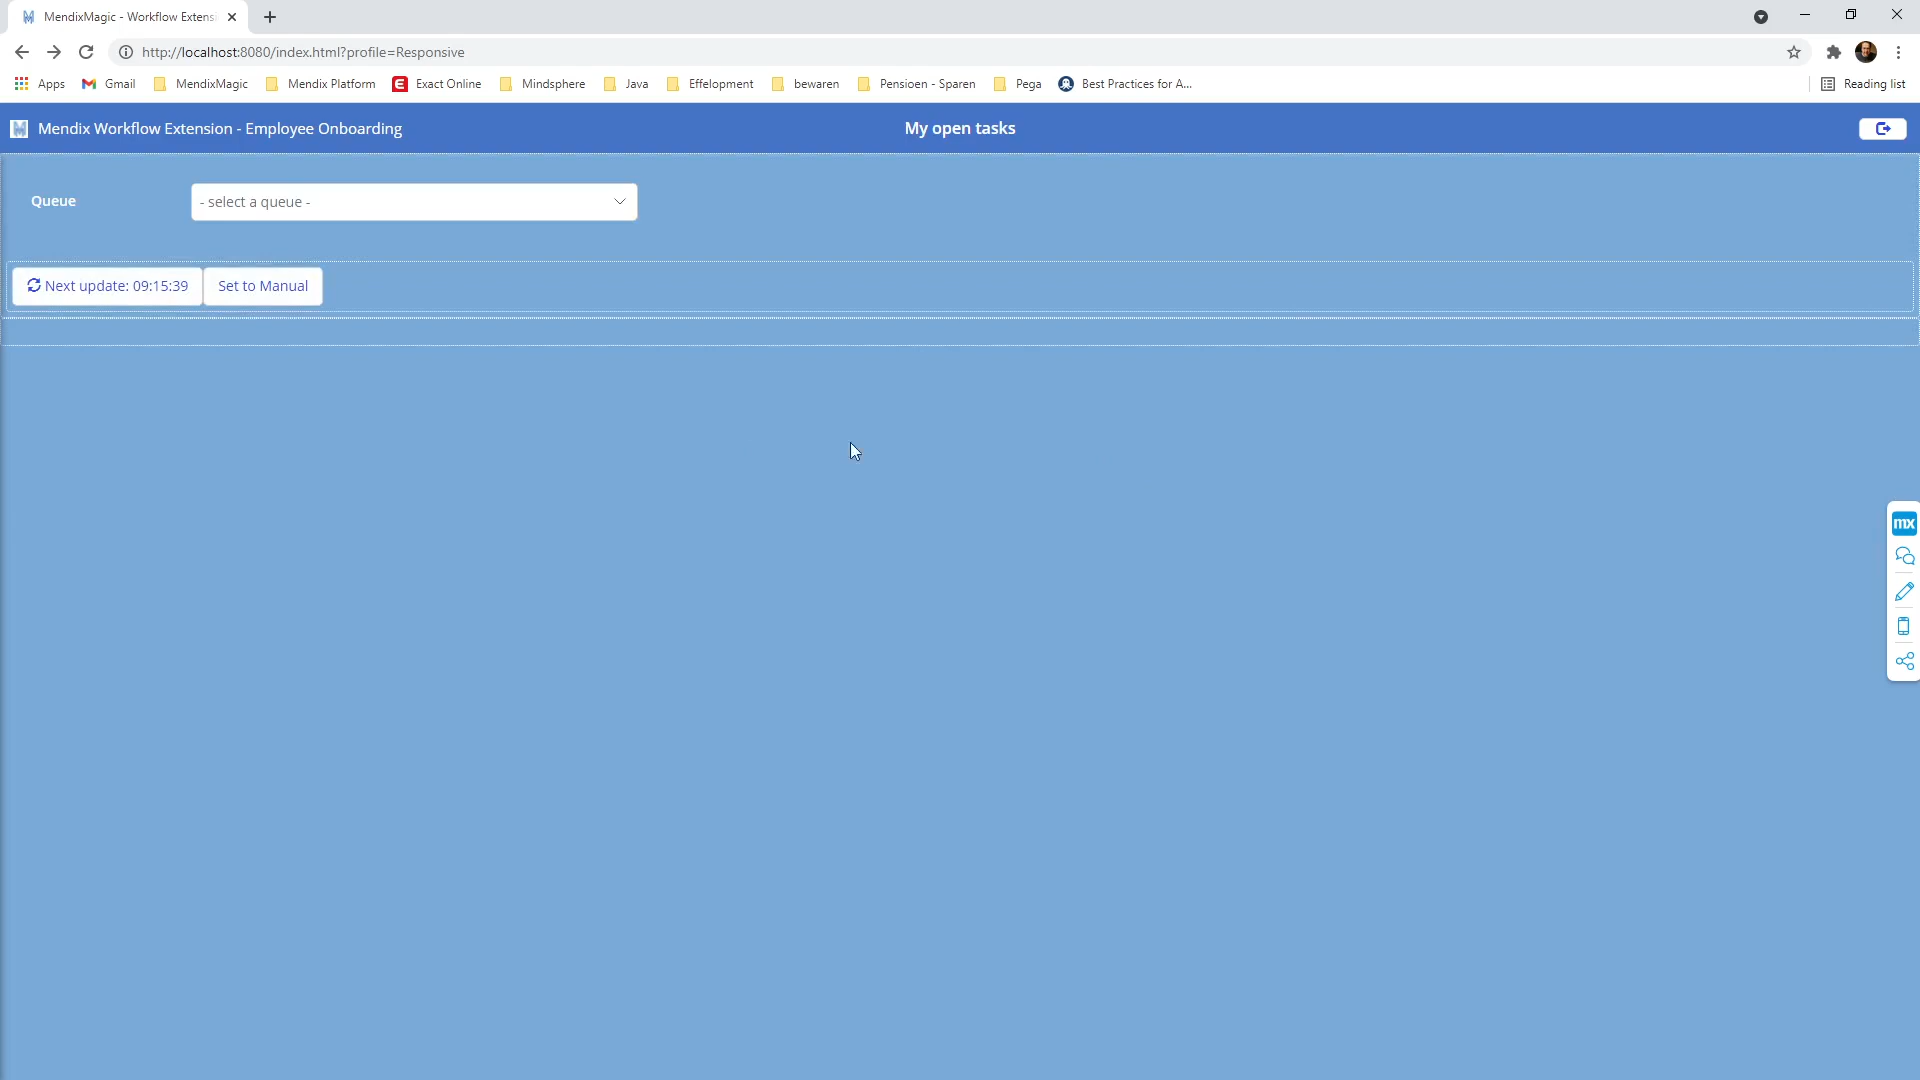 MendixMagic - Workflow Extens
http://localhost:8080/index.html?profile=Responsive
Apps Gmail MendixMagic Mendix Platform Exact Online Mindsphere Java Effelopment bewaren Pensioen - Sparen Pega Best Practices for A... Reading list
Mendix Workflow Extension - Employee Onboarding My open tasks
Queue - select a queue -
Next update: 09:15:39 Set to Manual
mx